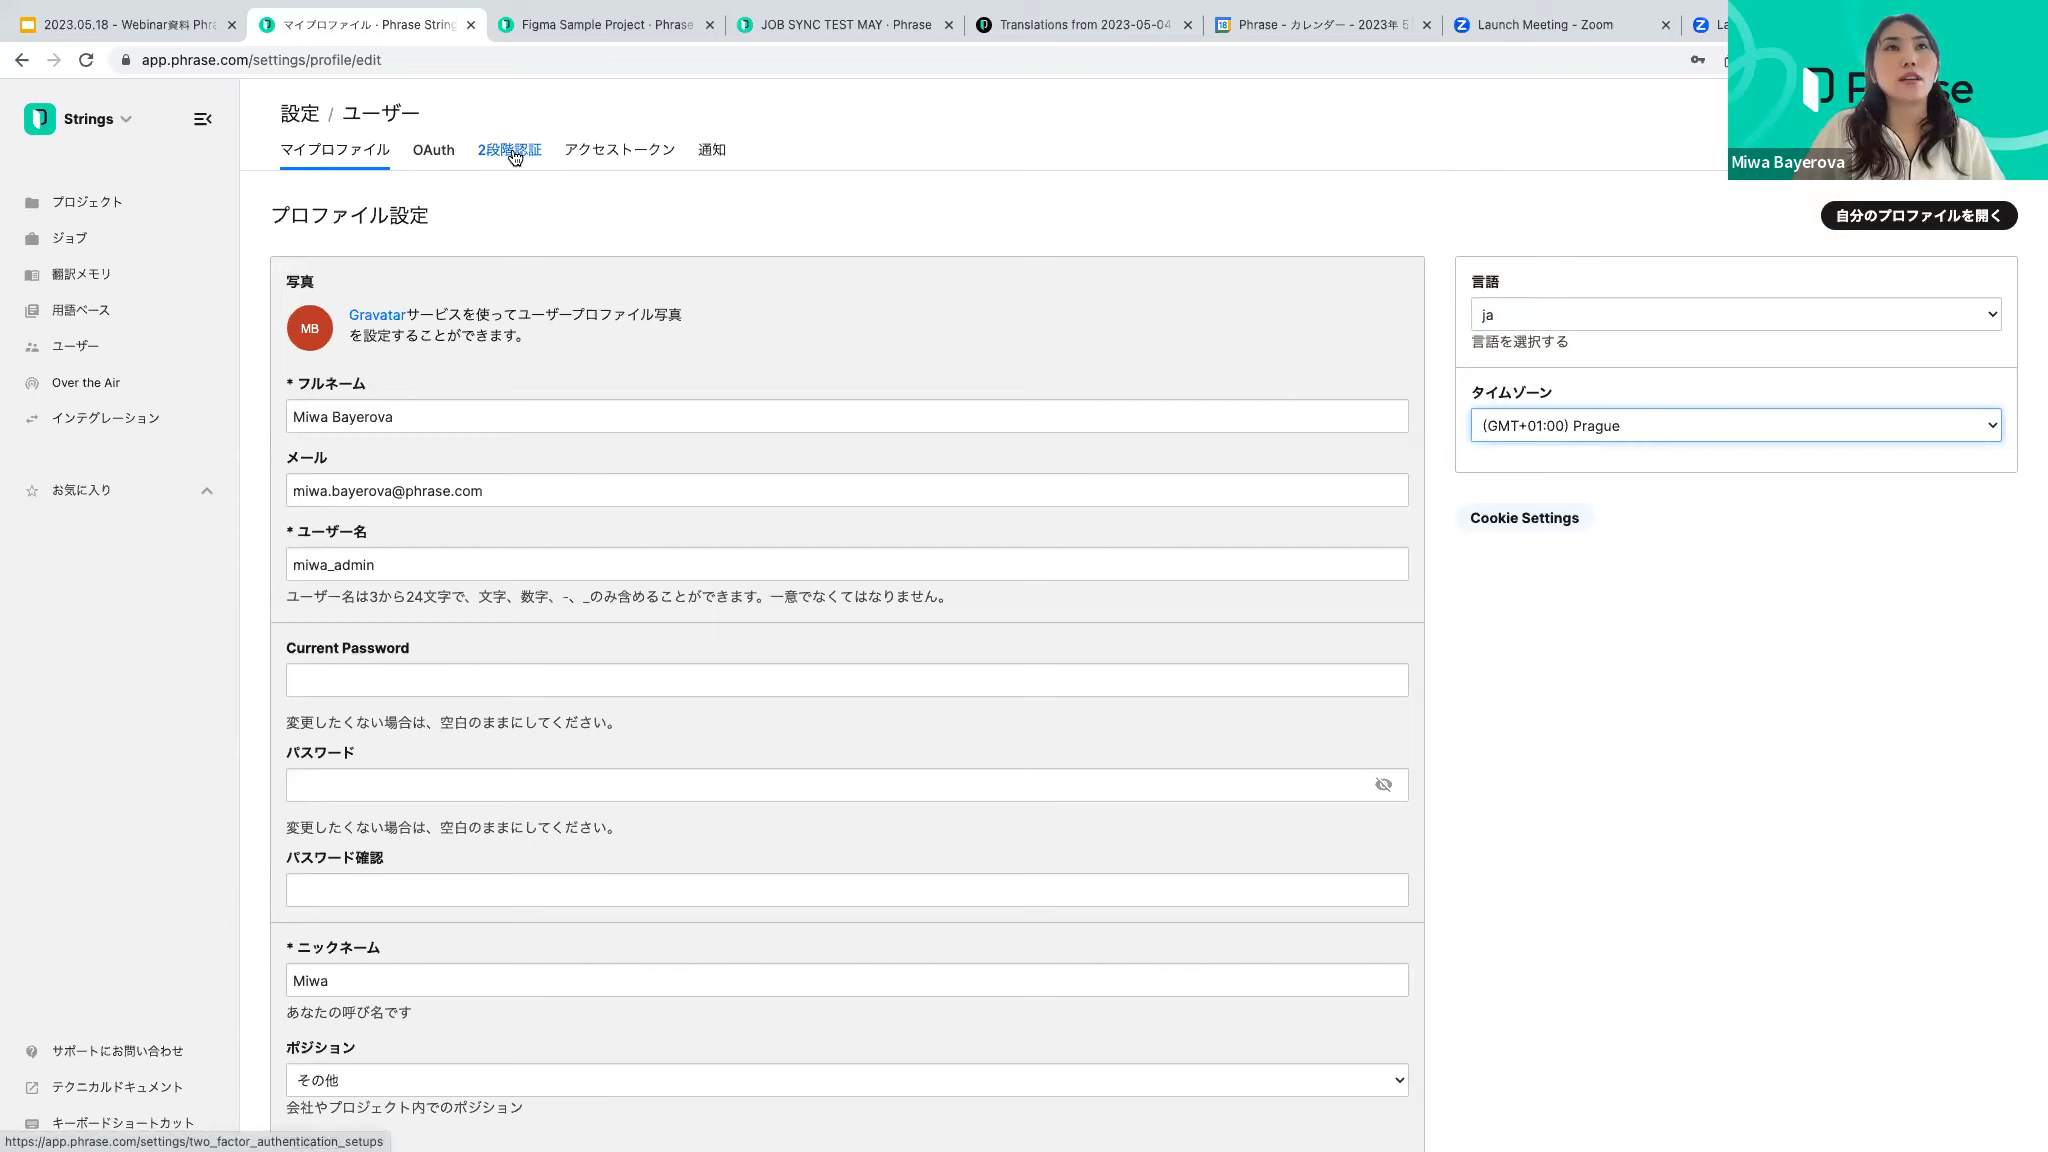 2023.05.18 - Webinar資料 Phra
マイプロファイル · Phrase String
Figma Sample Project · Phrase
JOB SYNC TEST MAY · Phrase
Translations from 2023-05-04
Phrase - カレンダー - 2023年 5
Launch Meeting - Zoom
La
app.phrase.com/settings/profile/edit
Miwa Bayerova
Strings
設定 / ユーザー
マイプロファイル OAuth 2段階認証 アクセストークン 通知
プロジェクト
ジョブ
翻訳メモリ
用語ベース
ユーザー
Over the Air
インテグレーション
お気に入り
サポートにお問い合わせ
テクニカルドキュメント
キーボードショートカット
プロファイル設定
自分のプロファイルを開く
写真
MB
Gravatarサービスを使ってユーザープロファイル写真
を設定することができます。
* フルネーム
Miwa Bayerova
メール
miwa.bayerova@phrase.com
* ユーザー名
miwa_admin
ユーザー名は3から24文字で、文字、数字、-、_のみ含めることができます。一意でなくてはなりません。
Current Password
変更したくない場合は、空白のままにしてください。
パスワード
変更したくない場合は、空白のままにしてください。
パスワード確認
* ニックネーム
Miwa
あなたの呼び名です
ポジション
その他
会社やプロジェクト内でのポジション
言語
ja
言語を選択する
タイムゾーン
(GMT+01:00) Prague
Cookie Settings
https://app.phrase.com/settings/two_factor_authentication_setups